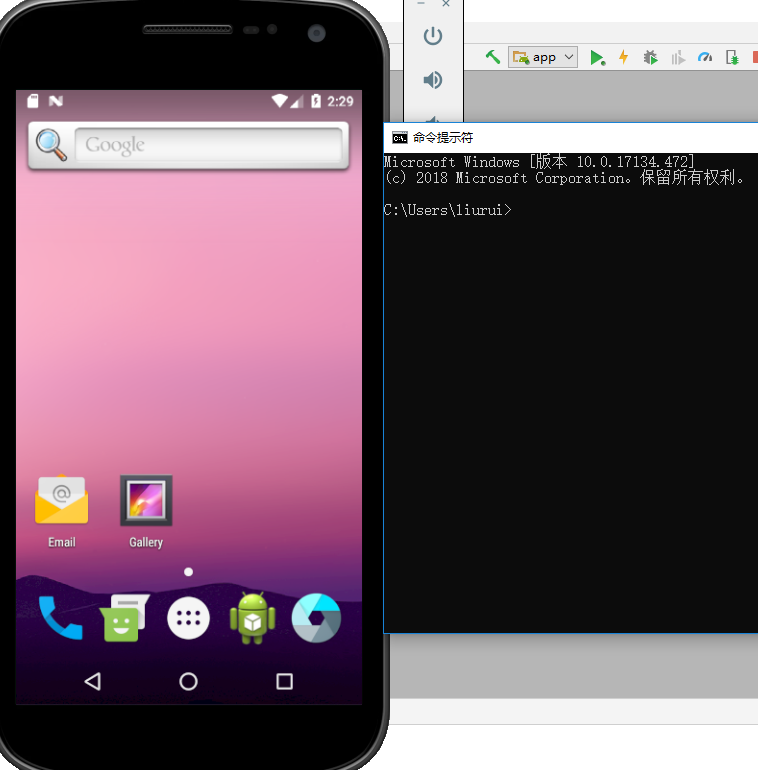 2:29
Google
Email
Gallery
app
命令提示符
Microsoft Windows [版本 10.0.17134.472]
(c) 2018 Microsoft Corporation。保留所有权利。
C:\Users\liurui>